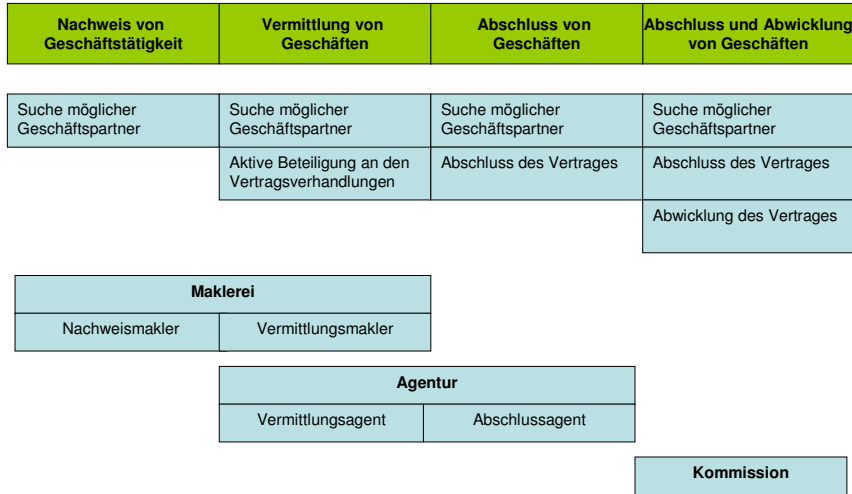 Nachweis von
Geschäftstätigkeit
Vermittlung von
Geschäften
Abschluss von
Geschäften
Abschluss und Abwicklung
von Geschäften
Suche möglicher
Geschäftspartner
Suche möglicher
Geschäftspartner
Suche möglicher
Geschäftspartner
Suche möglicher
Geschäftspartner
Aktive Beteiligung an den
Vertragsverhandlungen
Abschluss des Vertrages
Abschluss des Vertrages
Abwicklung des Vertrages
Maklerei
Nachweismakler
Vermittlungsmakler
Agentur
Vermittlungsagent
Abschlussagent
Kommission